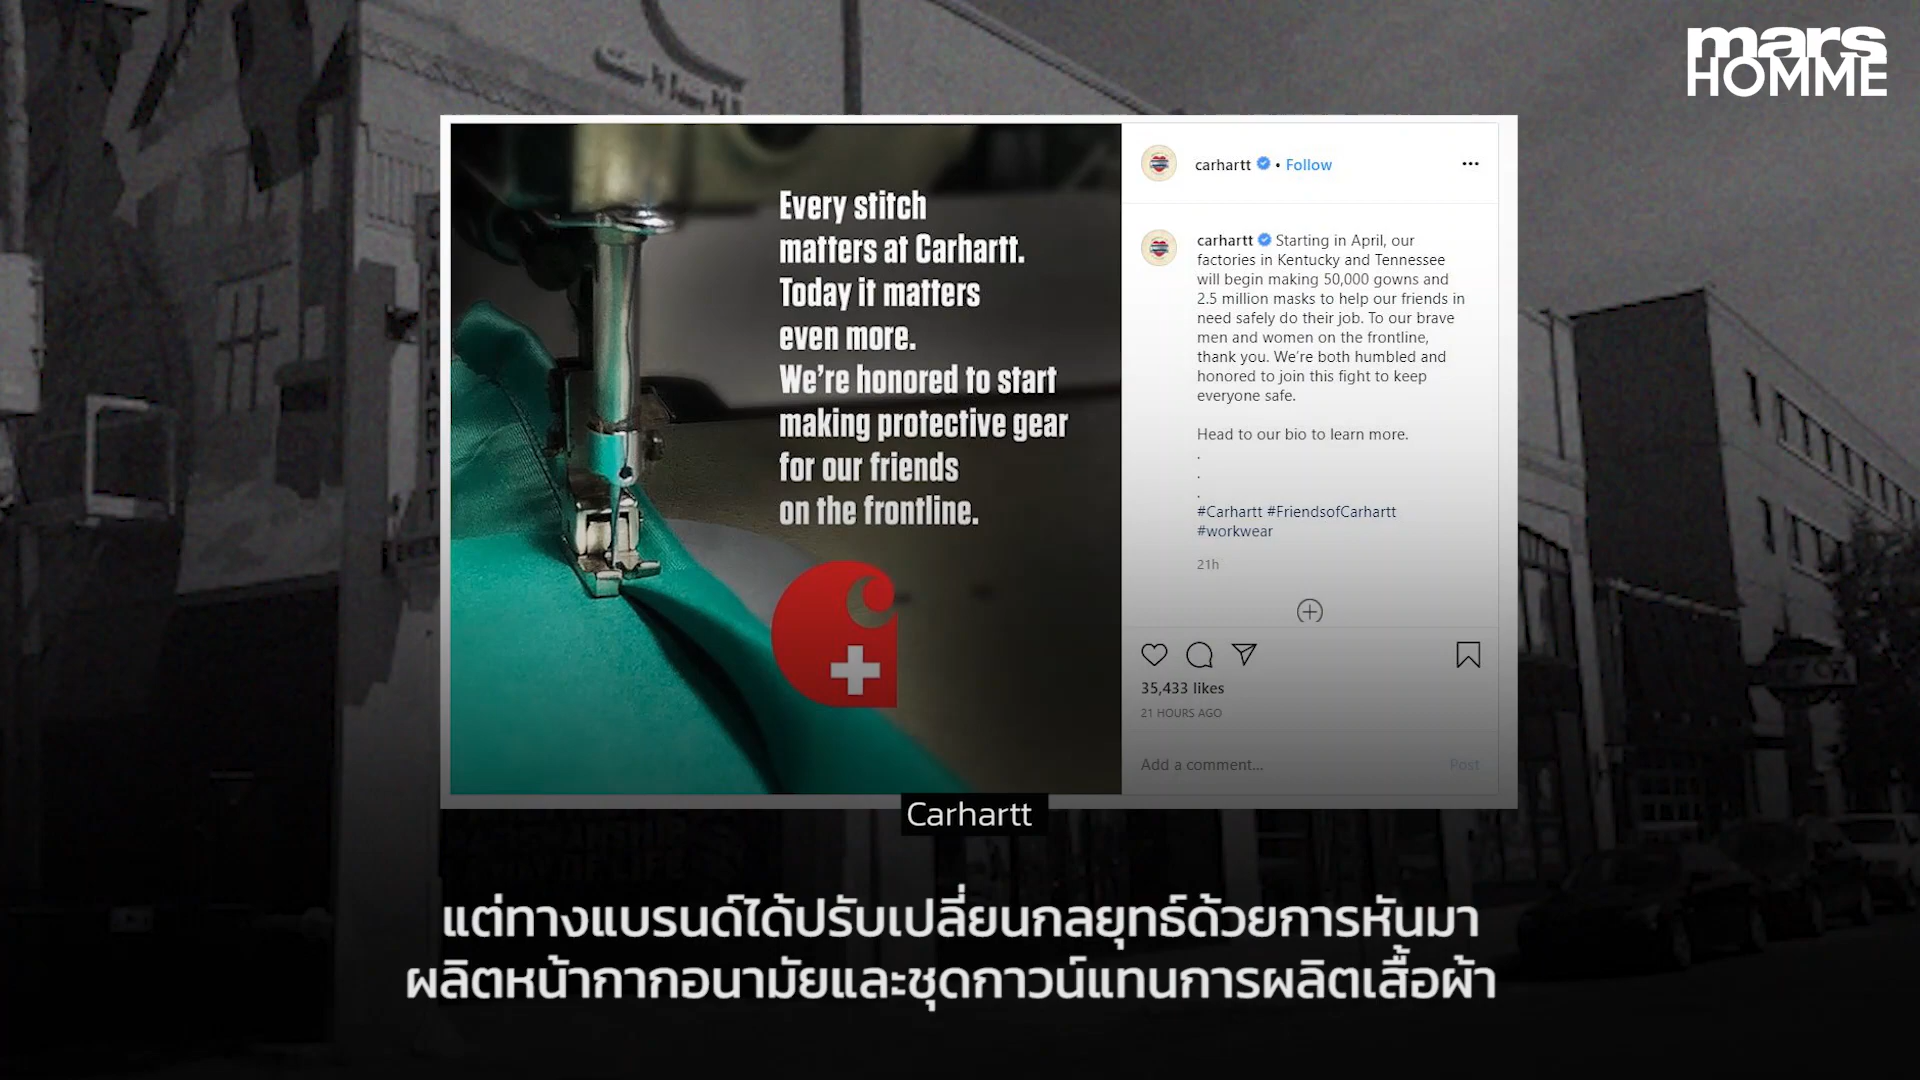 mars
HOMME
Every stitch
matters at Carhartt.
Today it matters
even more.
We're honored to start
making protective gear
for our friends
on the frontline.
carhartt • Follow
carhartt Starting in April, our
factories in Kentucky and Tennessee
will begin making 50,000 gowns and
2.5 million masks to help our friends in
need safely do their job. To our brave
men and women on the frontline,
thank you. We're both humbled and
honored to join this fight to keep
everyone safe.
Head to our bio to learn more.
.
.
.
#Carhartt #FriendsofCarhartt
#workwear
21h
35,433 likes
21 HOURS AGO
Add a comment...
Post
Carhartt
แต่ทางแบรนด์ได้ปรับเปลี่ยนกลยุทธ์ด้วยการหันมา
ผลิตหน้ากากอนามัยและชุดกาวน์แทนการผลิตเสื้อผ้า